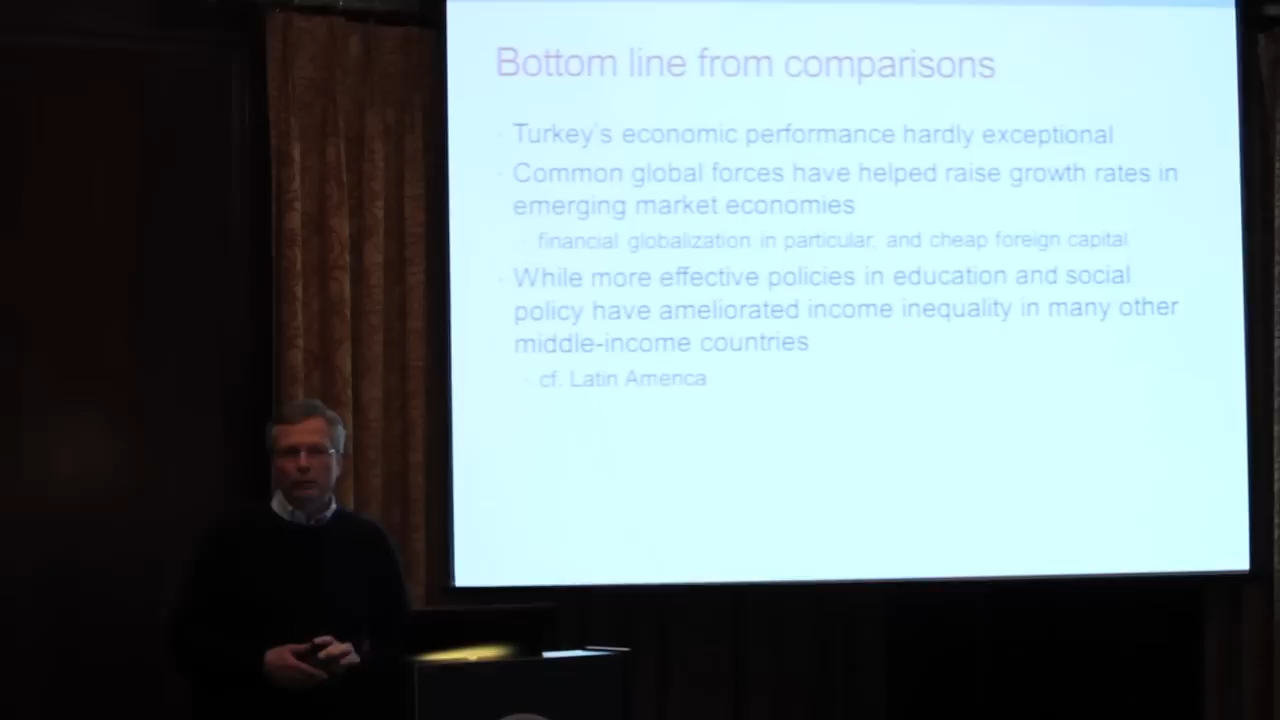 Bottom line from comparisons
Turkey's economic performance hardly exceptional
Common global forces have helped raise growth rates in
emerging market economies
financial globalization in particular, and cheap foreign capital
While more effective policies in education and social
policy have ameliorated income inequality in many other
middle-income countries
cf. Latin America